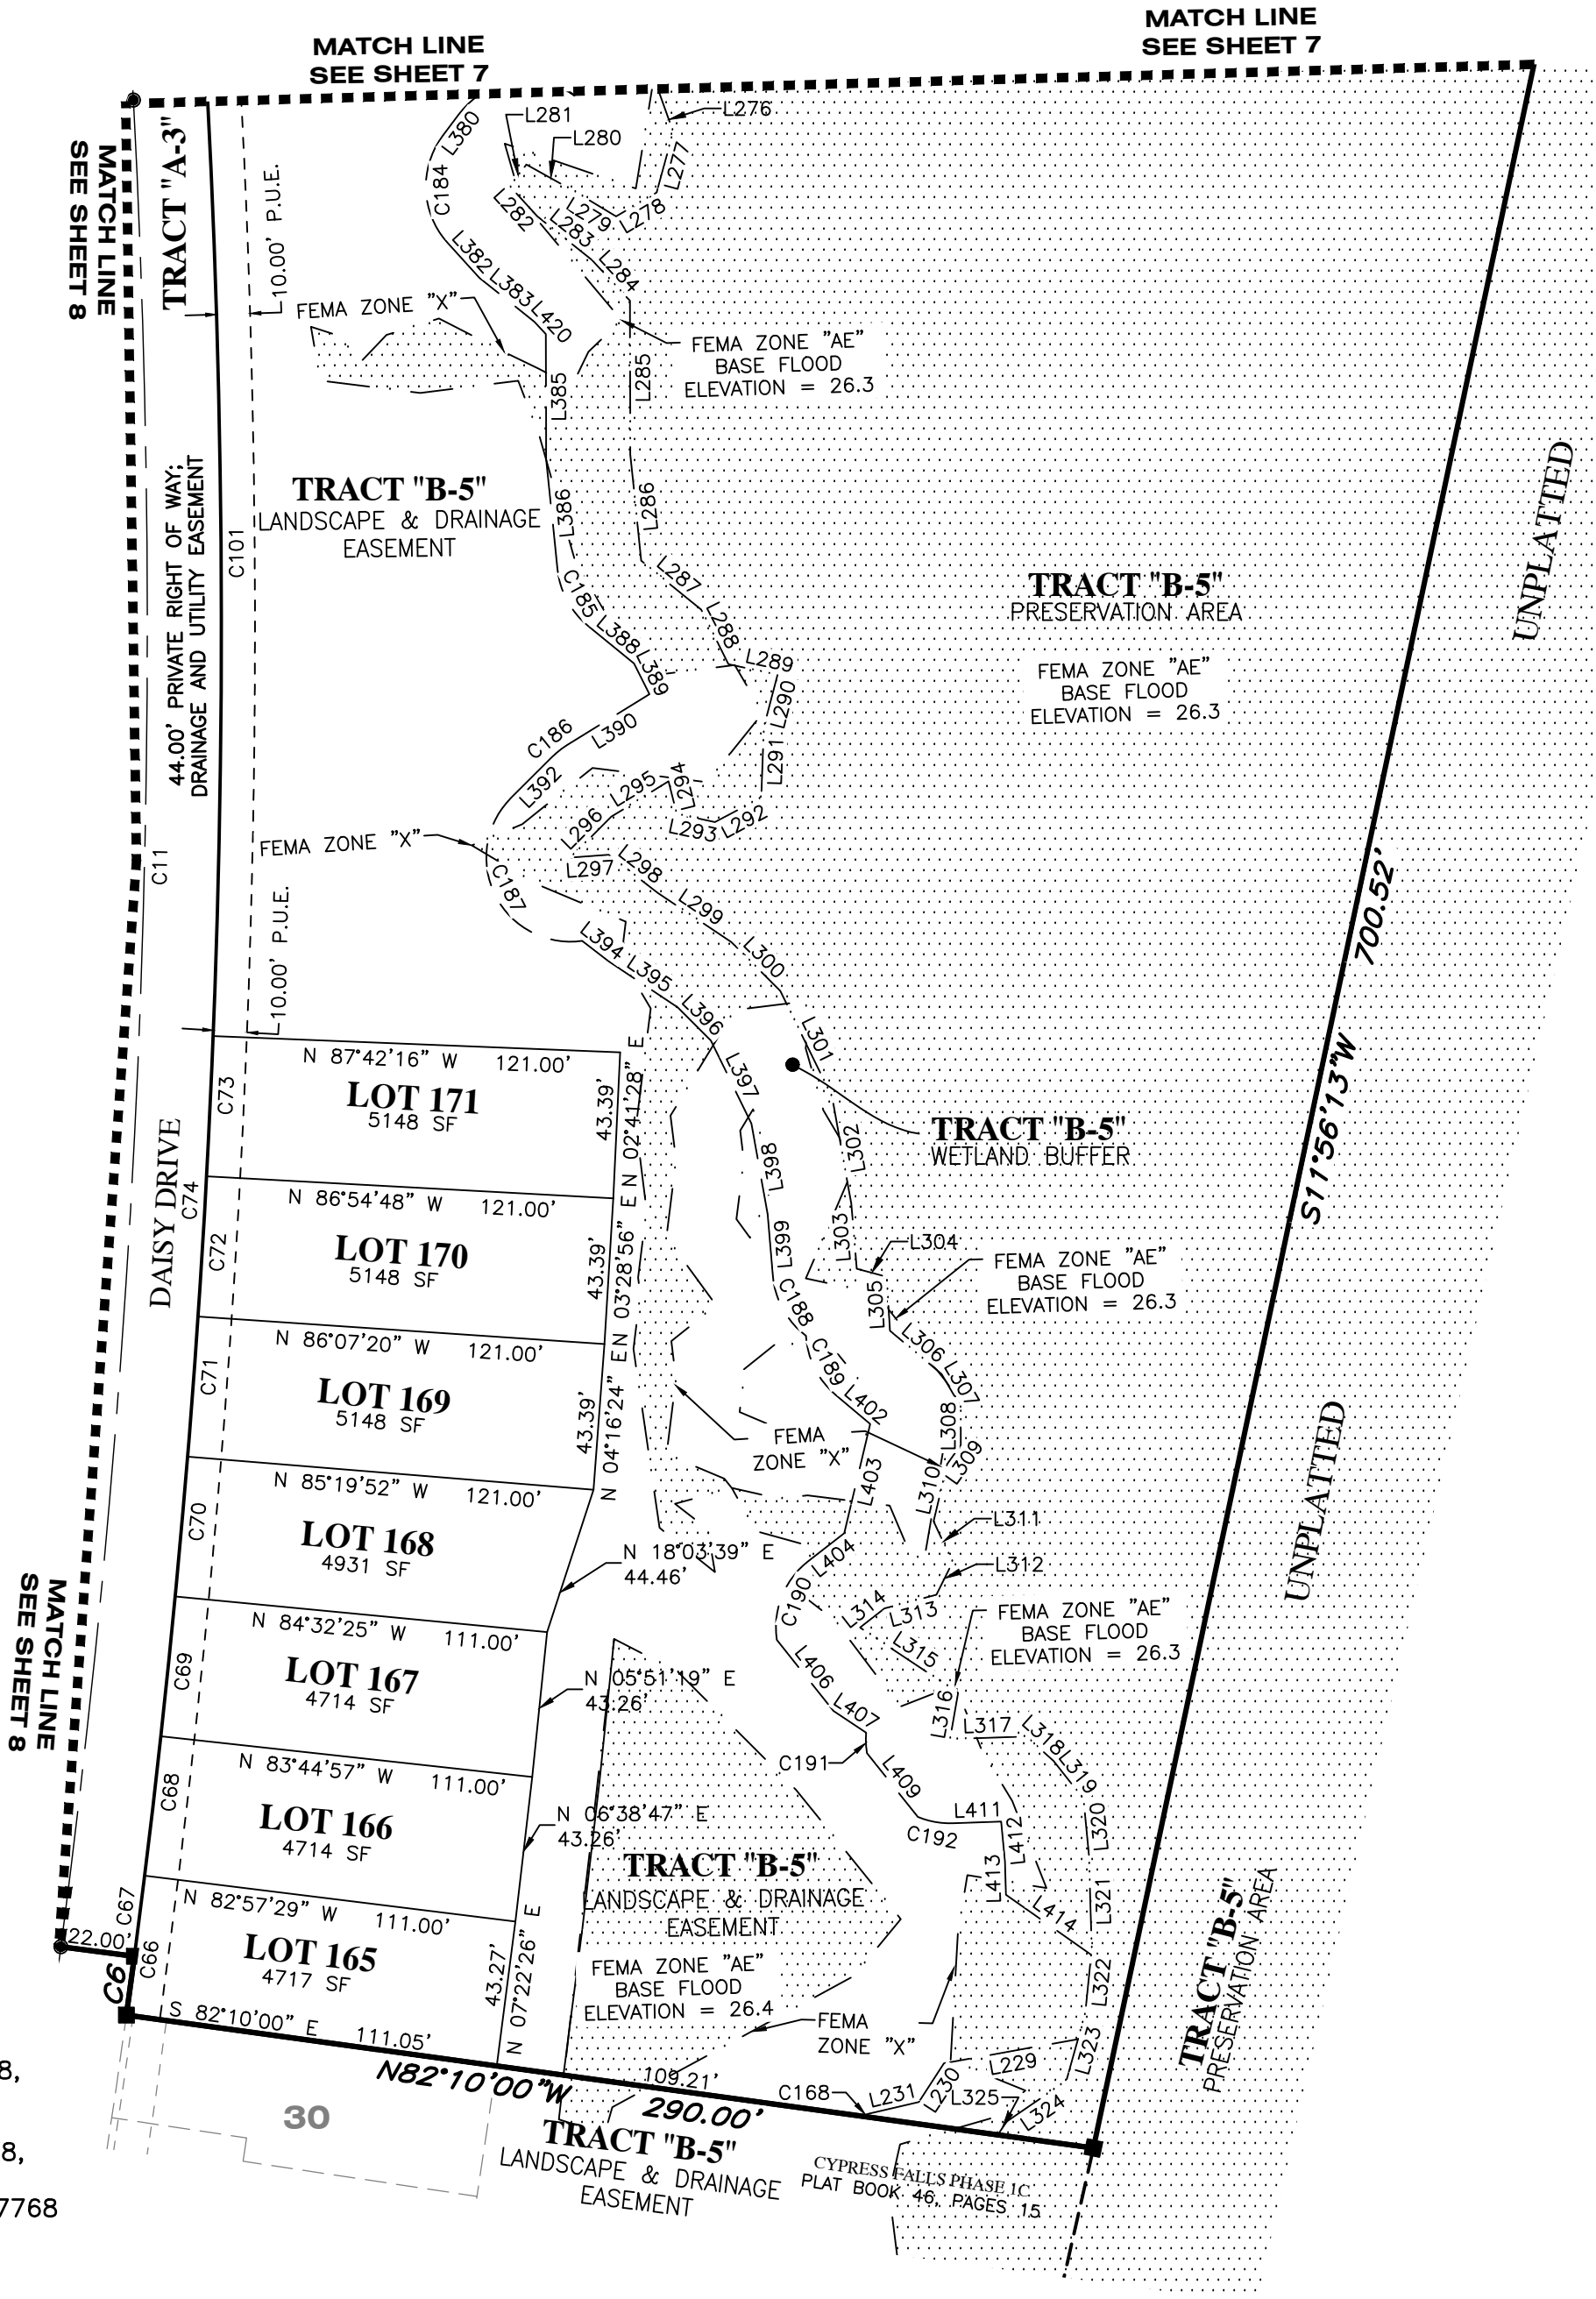 MATCH LINE
SEE SHEET 7
MATCH LINE
SEE SHEET 7
MATCH LINE
SEE SHEET 8
TRACT "A-3"
10.00' P.U.E.
L380
C184
L281
L280
L276
L277
L282
L279
L283
L278
L284
L382
L383
L420
FEMA ZONE "X"
FEMA ZONE "AE"
BASE FLOOD
ELEVATION = 26.3
L385
L285
44.00' PRIVATE RIGHT OF WAY;
DRAINAGE AND UTILITY EASEMENT
C101
TRACT "B-5"
LANDSCAPE & DRAINAGE
EASEMENT
L386
L286
UNPLATTED
C185
L287
L388
L288
L389
L289
TRACT "B-5"
PRESERVATION AREA
FEMA ZONE "AE"
BASE FLOOD
ELEVATION = 26.3
L290
C186
L390
L291
L392
L295
L294
L296
L293
L292
C11
FEMA ZONE "X"
L297
L298
C187
L299
10.00' P.U.E.
L394
L395
L300
L396
700.52'
S11°56'13"W
L301
L397
N 87°42'16" W 121.00'
C73
LOT 171
5148 SF
43.39'
N 02°41'28" E
TRACT "B-5"
WETLAND BUFFER
L302
L398
DAISY DRIVE
C74
N 86°54'48" W 121.00'
C72
LOT 170
5148 SF
43.39'
N 03°28'56" E
L399
L303
L304
FEMA ZONE "AE"
BASE FLOOD
ELEVATION = 26.3
C188
L305
L306
N 86°07'20" W 121.00'
C71
LOT 169
5148 SF
43.39'
N 04°16'24" E
C189
L307
L402
L308
L309
FEMA
ZONE "X"
L403
L310
UNPLATTED
N 85°19'52" W 121.00'
C70
LOT 168
4931 SF
N 18°03'39" E
44.46'
L311
L404
L312
C190
L314
L313
L315
FEMA ZONE "AE"
BASE FLOOD
ELEVATION = 26.3
MATCH LINE
SEE SHEET 8
N 84°32'25" W 111.00'
C69
LOT 167
4714 SF
N 05°51'19" E
43.26'
L406
L407
L316
L317
L318
L319
C191
L409
N 83°44'57" W 111.00'
C68
LOT 166
4714 SF
N 06°38'47" E
43.26'
L411
C192
L412
L320
L413
L414
L321
TRACT "B-5"
LANDSCAPE & DRAINAGE
EASEMENT
FEMA ZONE "AE"
BASE FLOOD
ELEVATION = 26.4
FEMA
ZONE "X"
TRACT "B-5"
PRESERVATION AREA
N 82°57'29" W 111.00'
C67
22.00'
C66
LOT 165
4717 SF
43.27'
N 07°22'26" E
C9
L322
L323
S 82°10'00" E 111.05'
N82°10'00"W
290.00'
109.21'
C168
L231
L230
L229
L325
L324
30
TRACT "B-5"
LANDSCAPE & DRAINAGE
EASEMENT
CYPRESS FALLS PHASE 1C
PLAT BOOK 46, PAGES 15
8,
8,
7768